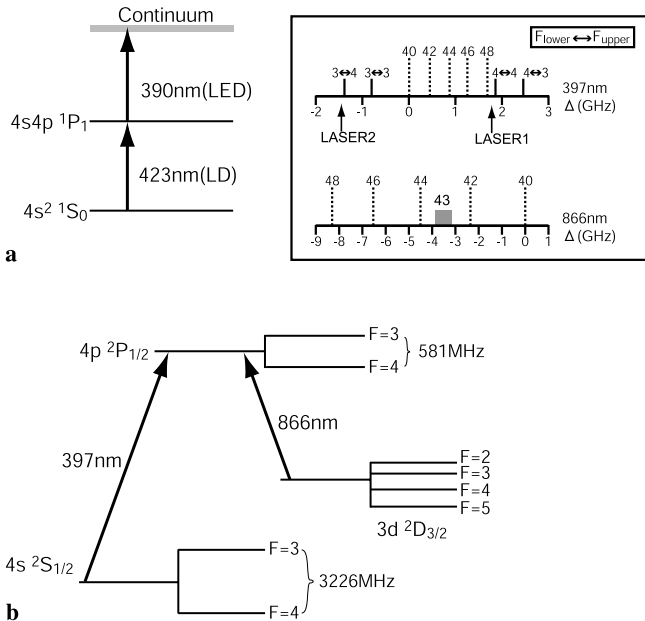 Continuum
390nm(LED)
4s4p ¹P₁
423nm(LD)
4s² ¹S₀
a
F_lower ↔ F_upper
40 42 44 46 48
3↔4 3↔3 4↔4 4↔3
397nm
-2 -1 0 1 2 3
Δ (GHz)
LASER2 LASER1
48 46 44 43 42 40
866nm
-9 -8 -7 -6 -5 -4 -3 -2 -1 0 1
Δ (GHz)
4p ²P₁/₂
F=3
581MHz
F=4
866nm
397nm
F=2
F=3
F=4
F=5
3d ²D₃/₂
4s ²S₁/₂
F=3
3226MHz
F=4
b